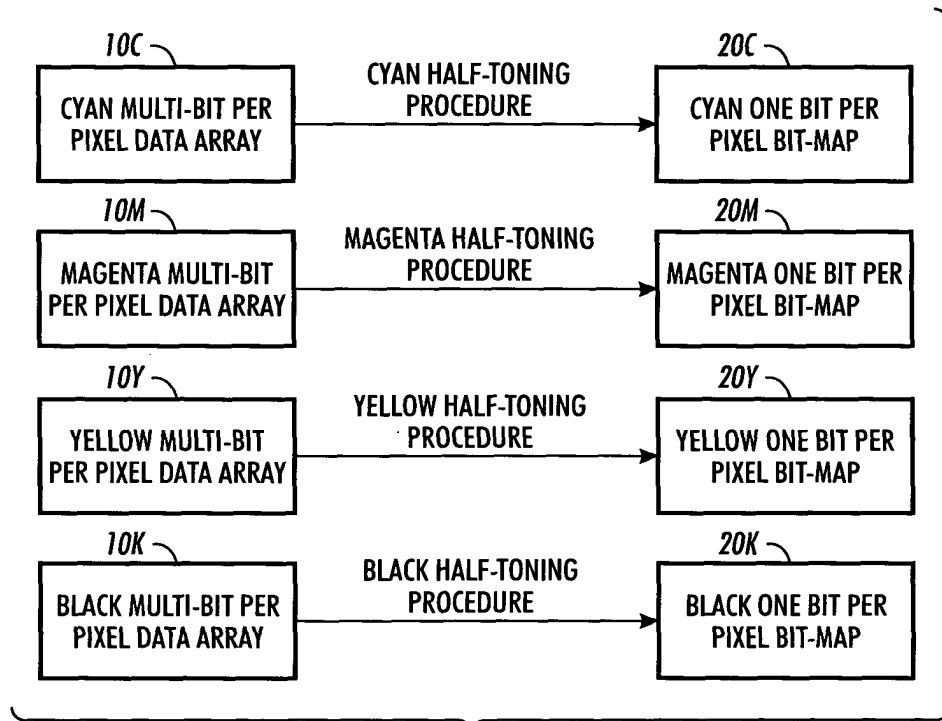 10C
CYAN MULTI-BIT PER
PIXEL DATA ARRAY
CYAN HALF-TONING
PROCEDURE
20C
CYAN ONE BIT PER
PIXEL BIT-MAP
10M
MAGENTA MULTI-BIT
PER PIXEL DATA ARRAY
MAGENTA HALF-TONING
PROCEDURE
20M
MAGENTA ONE BIT PER
PIXEL BIT-MAP
10Y
YELLOW MULTI-BIT
PER PIXEL DATA ARRAY
YELLOW HALF-TONING
PROCEDURE
20Y
YELLOW ONE BIT PER
PIXEL BIT-MAP
10K
BLACK MULTI-BIT PER
PIXEL DATA ARRAY
BLACK HALF-TONING
PROCEDURE
20K
BLACK ONE BIT PER
PIXEL BIT-MAP